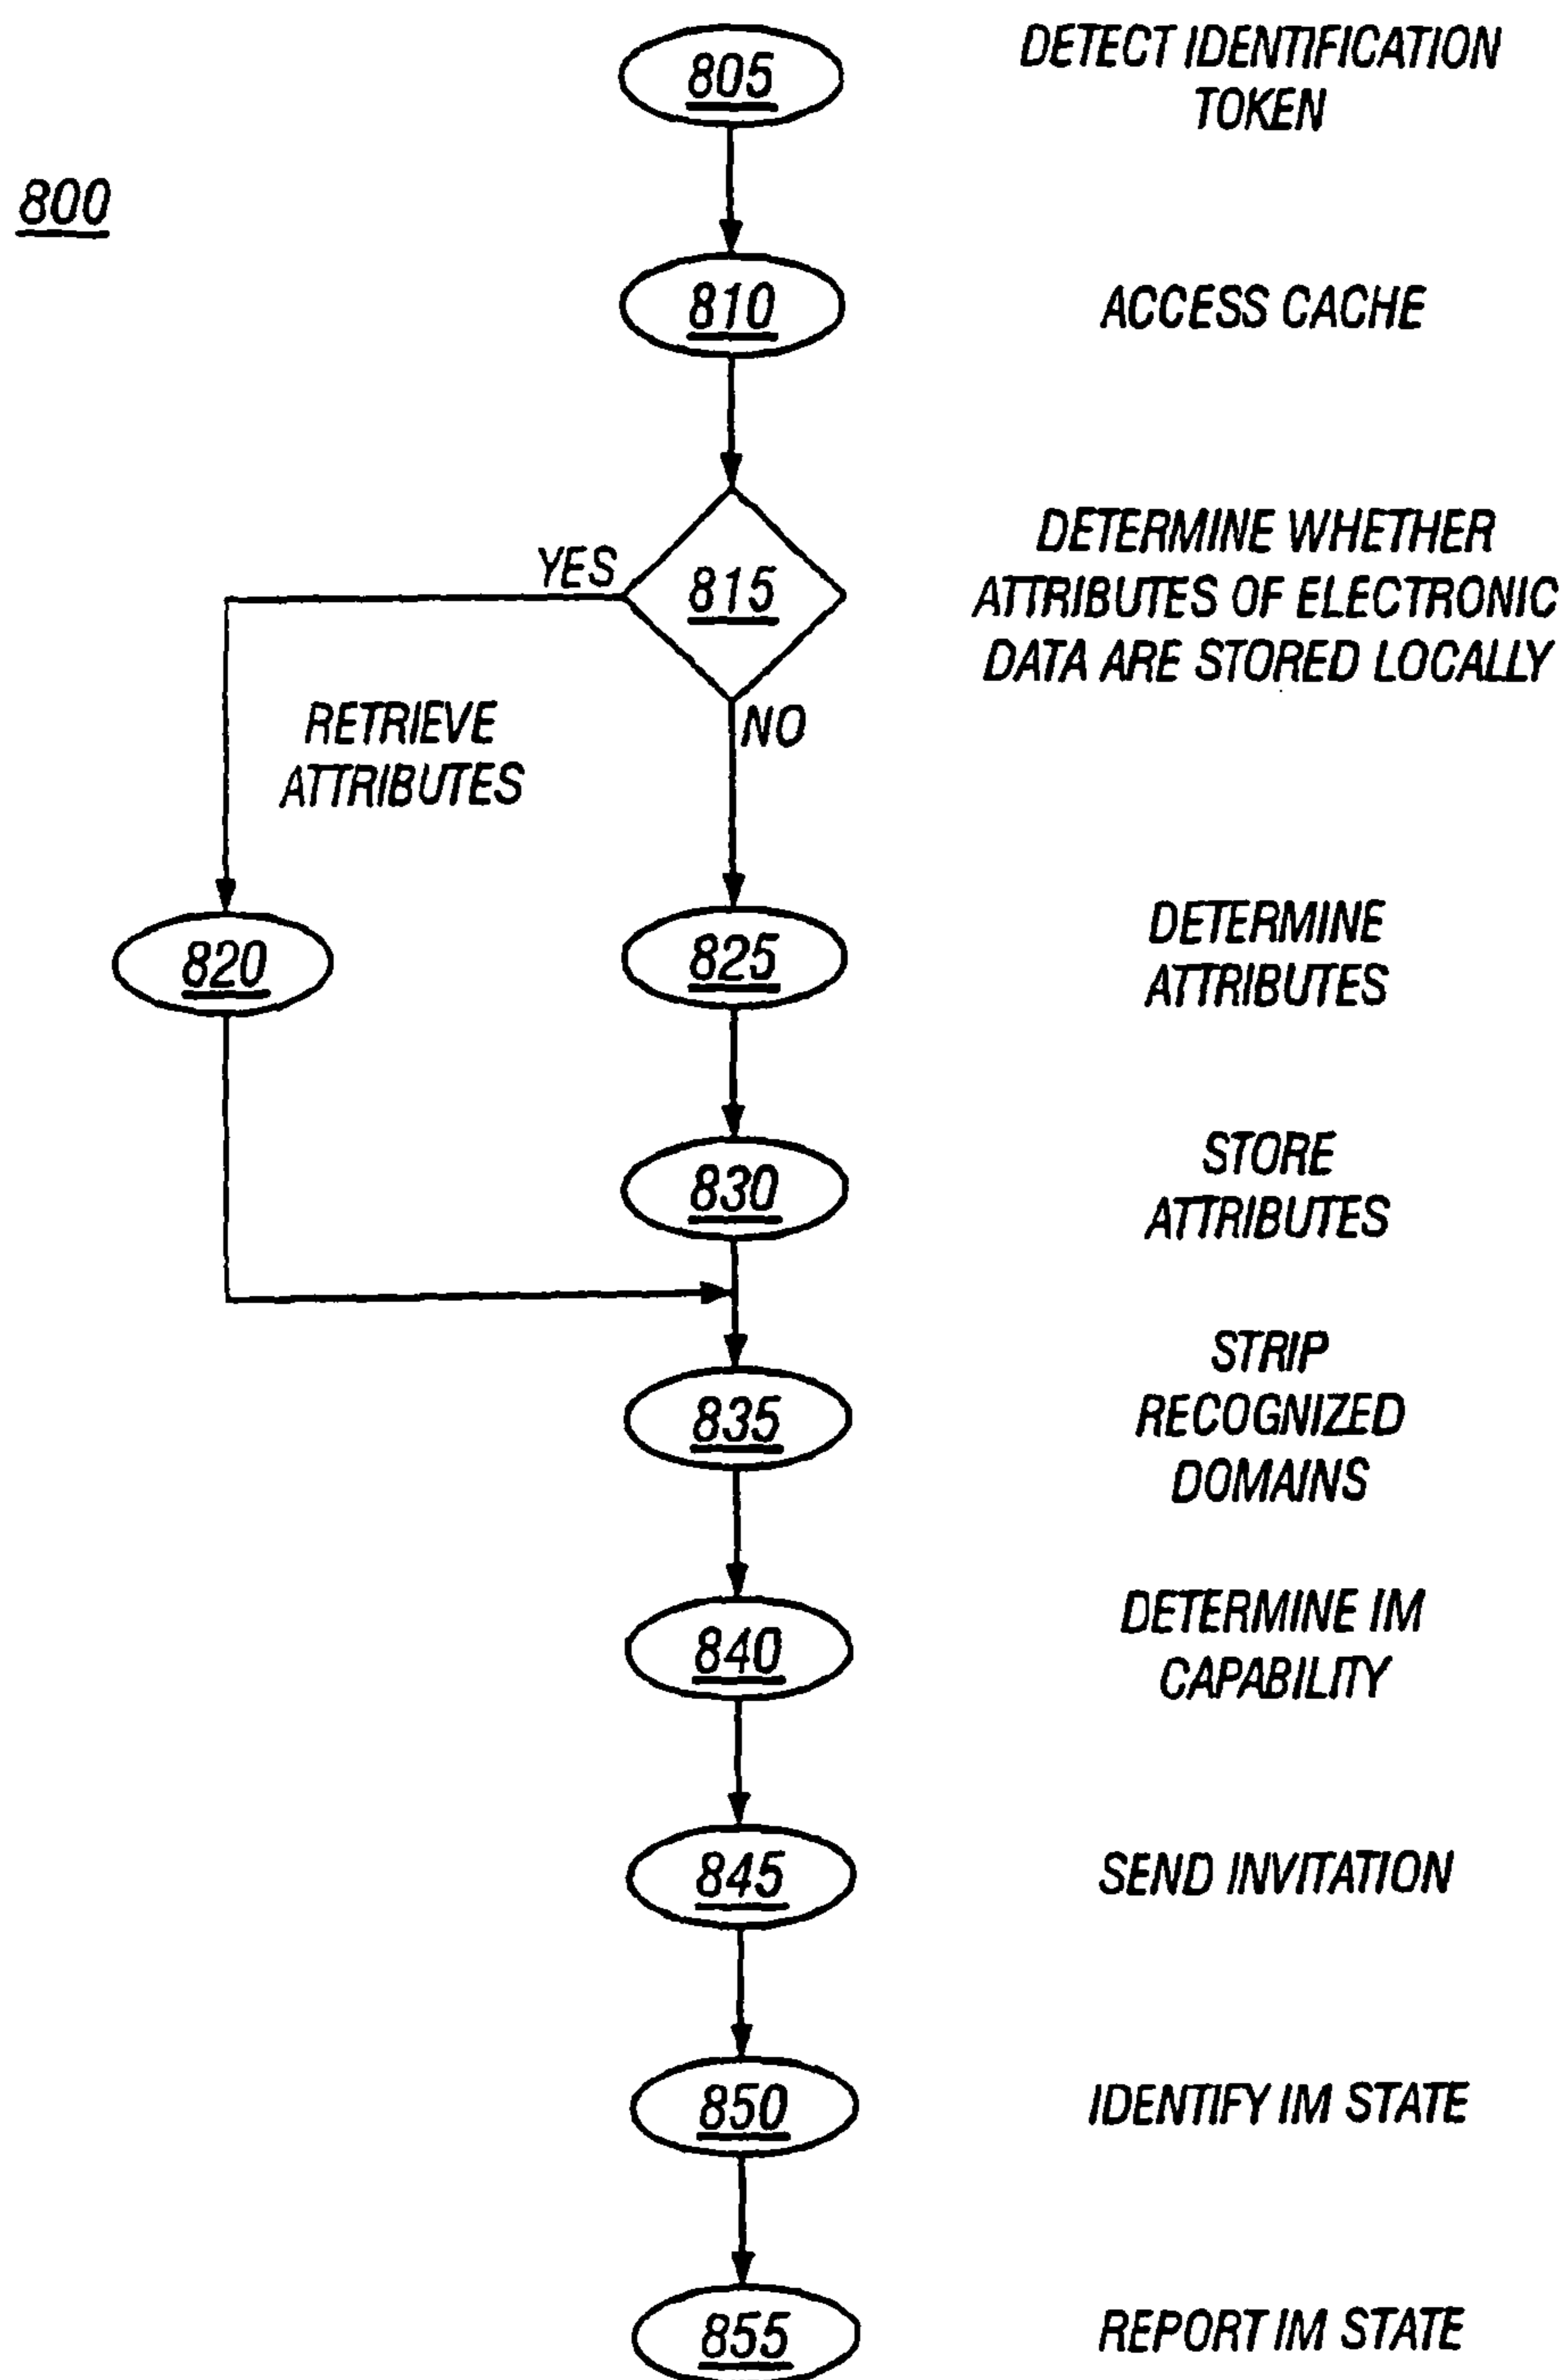 805
DETECT IDENTIFICATION
TOKEN
800
810
ACCESS CACHE
YES
815
DETERMINE WHETHER
ATTRIBUTES OF ELECTRONIC
DATA ARE STORED LOCALLY
RETRIEVE
ATTRIBUTES
NO
820
825
DETERMINE
ATTRIBUTES
830
STORE
ATTRIBUTES
835
STRIP
RECOGNIZED
DOMAINS
840
DETERMINE IM
CAPABILITY
845
SEND INVITATION
850
IDENTIFY IM STATE
855
REPORT IM STATE